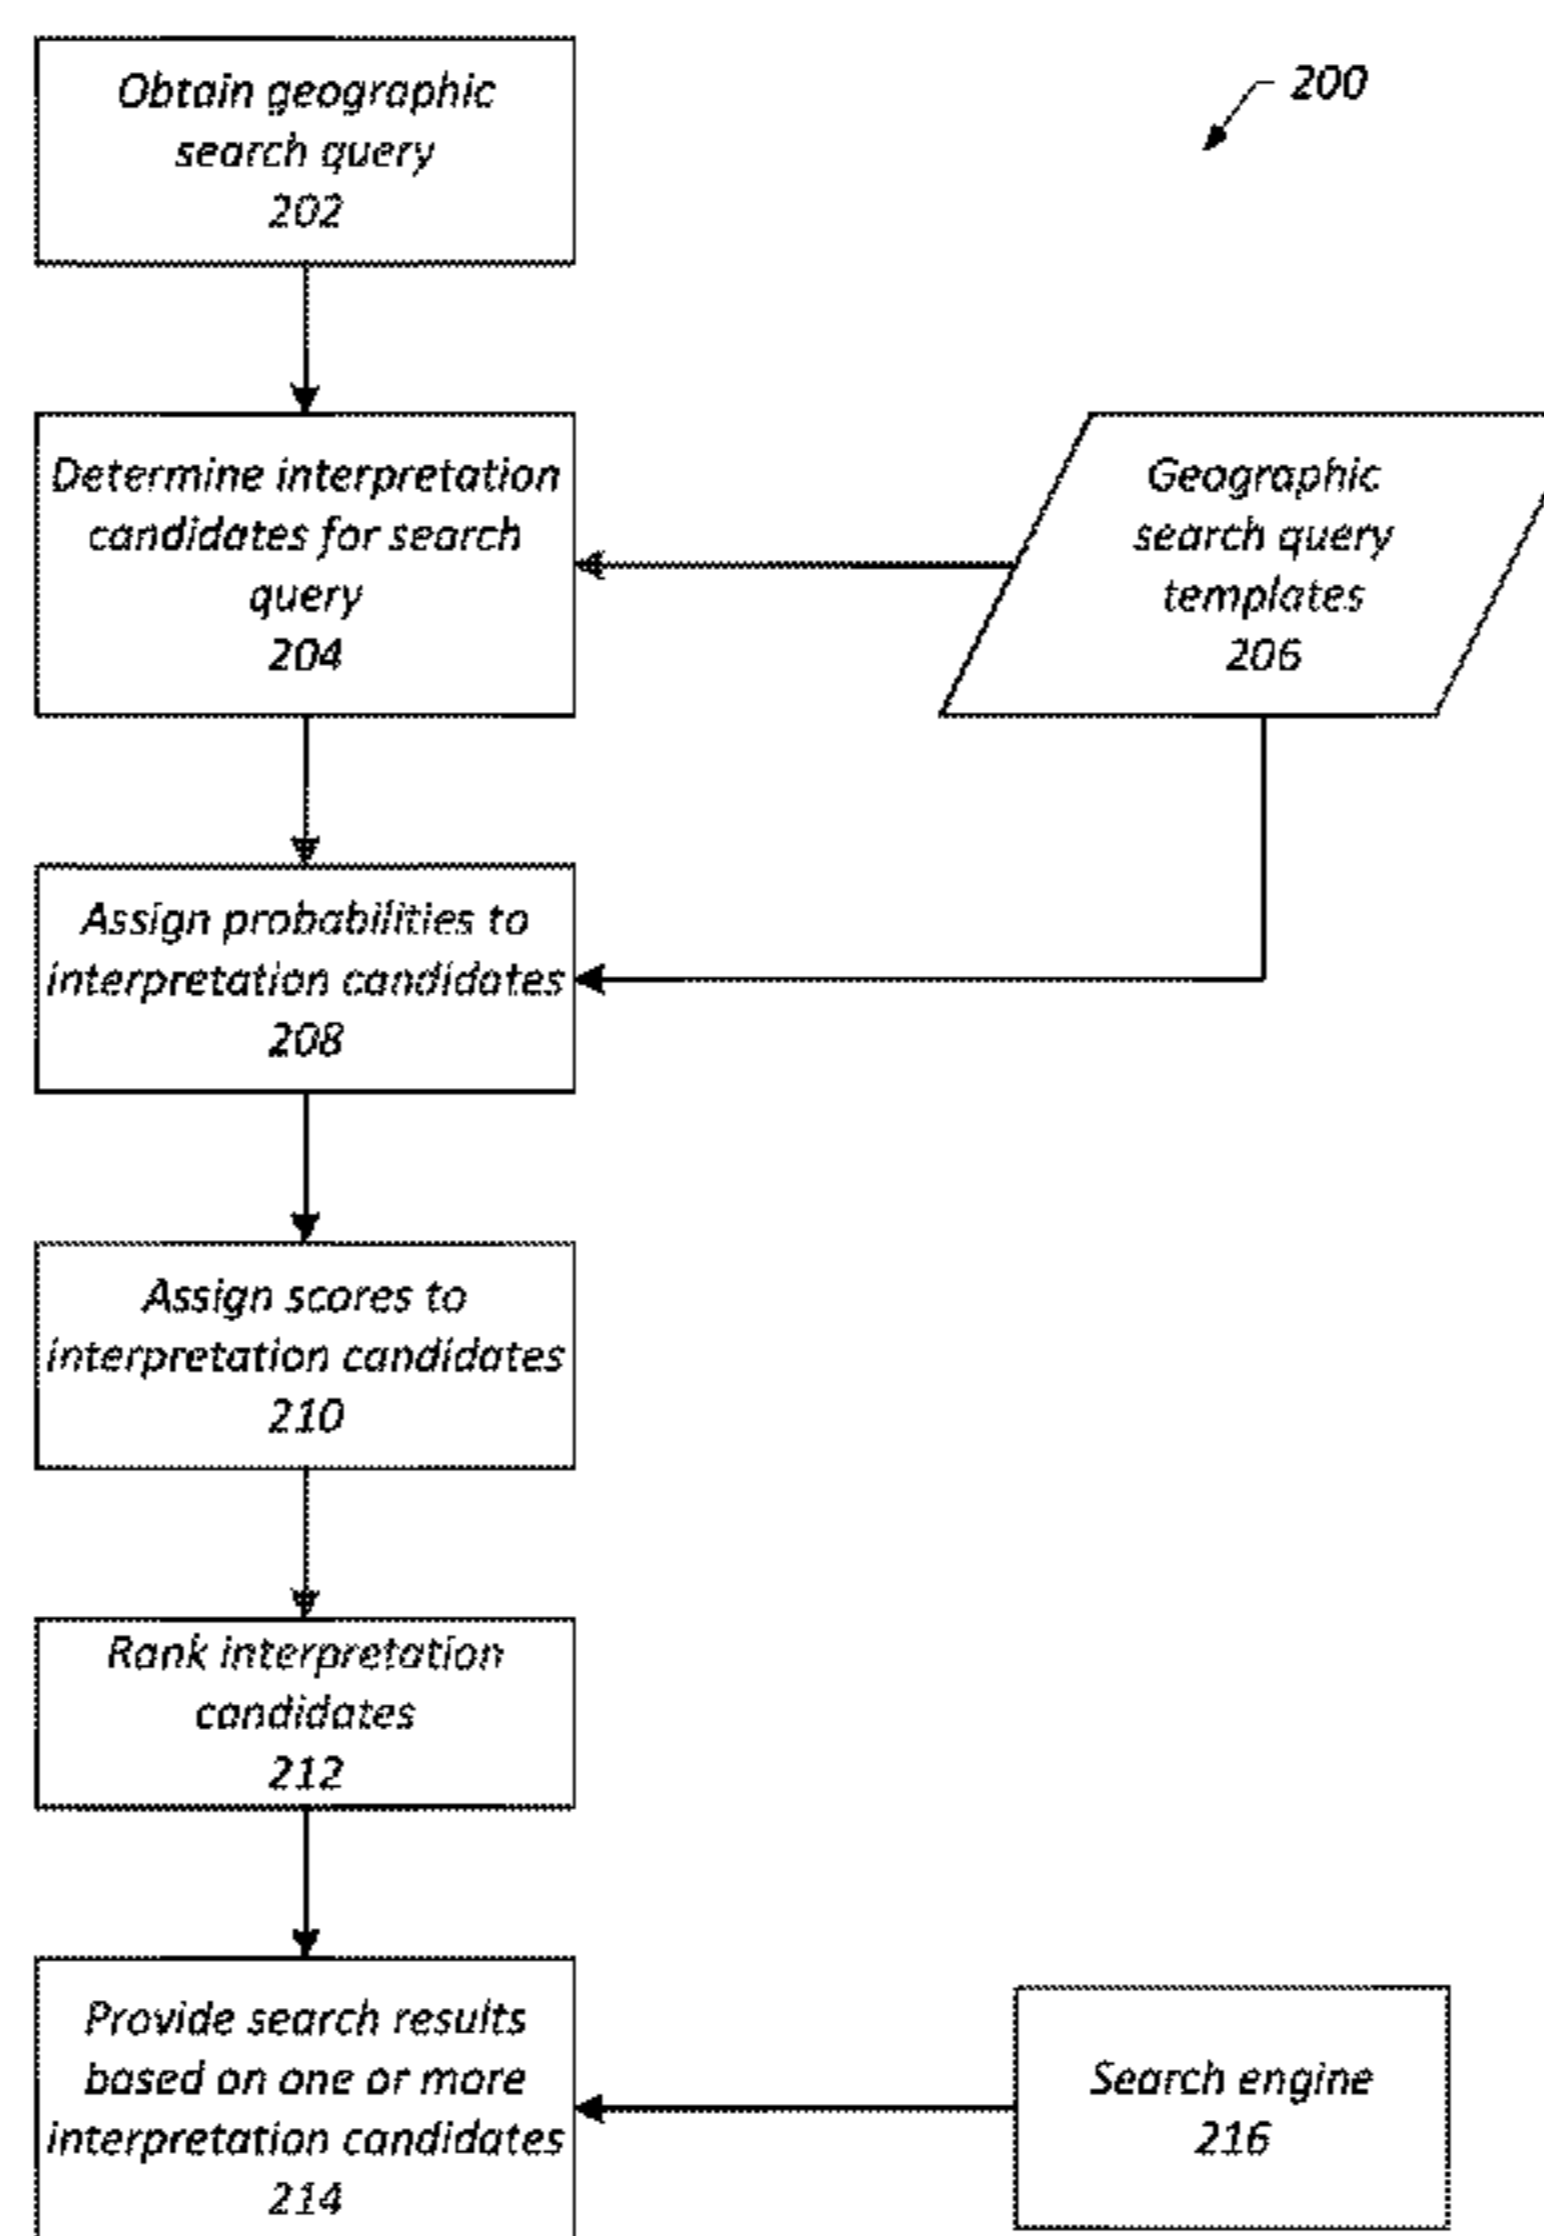 Obtain geographic
search query
202
200
Determine interpretation
candidates for search
query
204
Geographic
search query
templates
206
Assign probabilities to
interpretation candidates
208
Assign scores to
interpretation candidates
210
Rank interpretation
candidates
212
Provide search results
based on one or more
interpretation candidates
214
Search engine
216